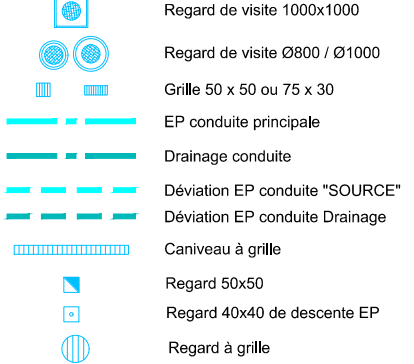 Regard de visite 1000x1000
Regard de visite Ø800 / Ø1000
Grille 50 x 50 ou 75 x 30
EP conduite principale
Drainage conduite
Déviation EP conduite "SOURCE"
Déviation EP conduite Drainage
Caniveau à grille
Regard 50x50
Regard 40x40 de descente EP
Regard à grille